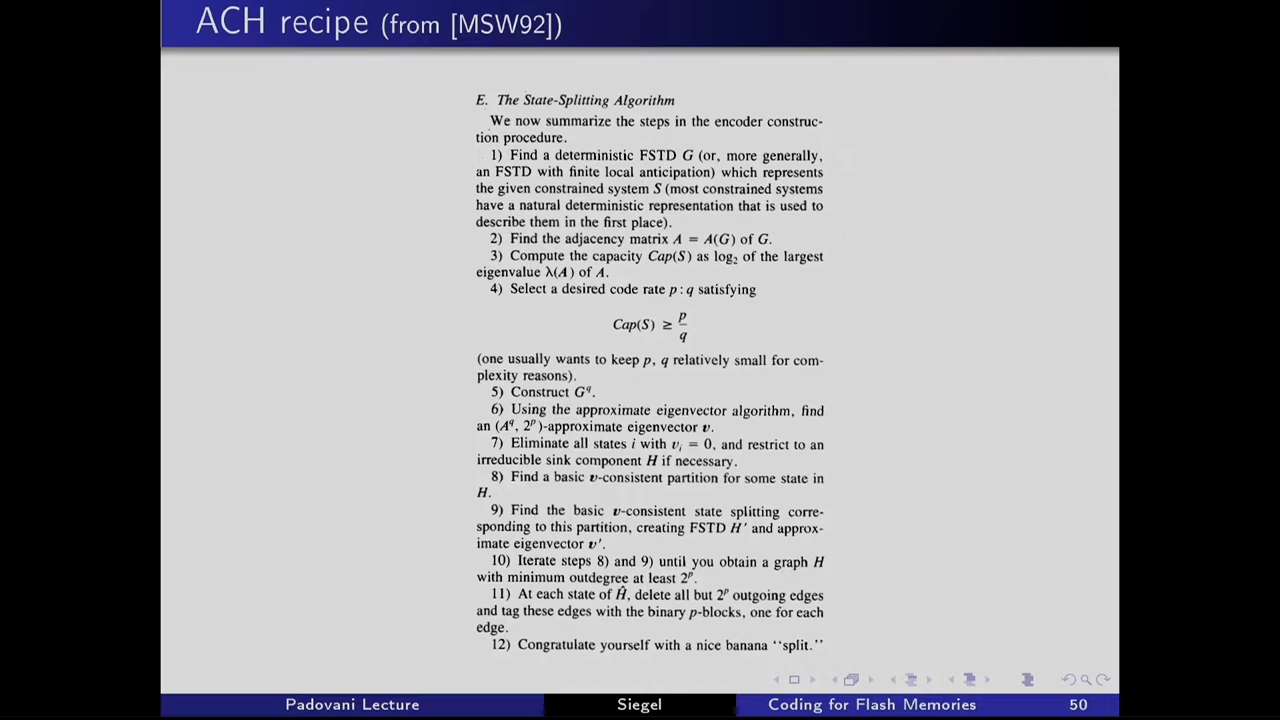 ACH recipe (from [MSW92])
E. The State-Splitting Algorithm
We now summarize the steps in the encoder construc-
tion procedure.
1) Find a deterministic FSTD G (or, more generally,
an FSTD with finite local anticipation) which represents
the given constrained system S (most constrained systems
have a natural deterministic representation that is used to
describe them in the first place).
2) Find the adjacency matrix A = A(G) of G.
3) Compute the capacity Cap(S) as log₂ of the largest
eigenvalue λ(A) of A.
4) Select a desired code rate p : q satisfying
Cap(S) ≥ p/q
(one usually wants to keep p, q relatively small for com-
plexity reasons).
5) Construct G^q.
6) Using the approximate eigenvector algorithm, find
an (A^q, 2^p)-approximate eigenvector v.
7) Eliminate all states i with v_i = 0, and restrict to an
irreducible sink component H if necessary.
8) Find a basic v-consistent partition for some state in
H.
9) Find the basic v-consistent state splitting corre-
sponding to this partition, creating FSTD H' and approx-
imate eigenvector v'.
10) Iterate steps 8) and 9) until you obtain a graph H
with minimum outdegree at least 2^p.
11) At each state of Ĥ, delete all but 2^p outgoing edges
and tag these edges with the binary p-blocks, one for each
edge.
12) Congratulate yourself with a nice banana ‘‘split.’’
Padovani Lecture
Siegel
Coding for Flash Memories
50